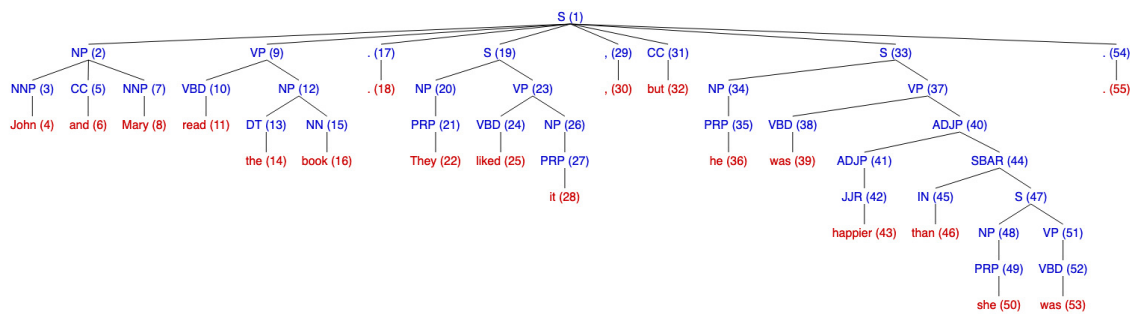 S (1)
NP (2) VP (9) . (17) S (19) , (29) CC (31) S (33) . (54)
NNP (3) CC (5) NNP (7) VBD (10) NP (12) . (18) NP (20) VP (23) , (30) but (32) NP (34) VP (37) . (55)
John (4) and (6) Mary (8) read (11) DT (13) NN (15) PRP (21) VBD (24) NP (26) PRP (35) VBD (38) ADJP (40)
the (14) book (16) They (22) liked (25) PRP (27) he (36) was (39) ADJP (41) SBAR (44)
it (28) JJR (42) IN (45) S (47)
happier (43) than (46) NP (48) VP (51)
PRP (49) VBD (52)
she (50) was (53)